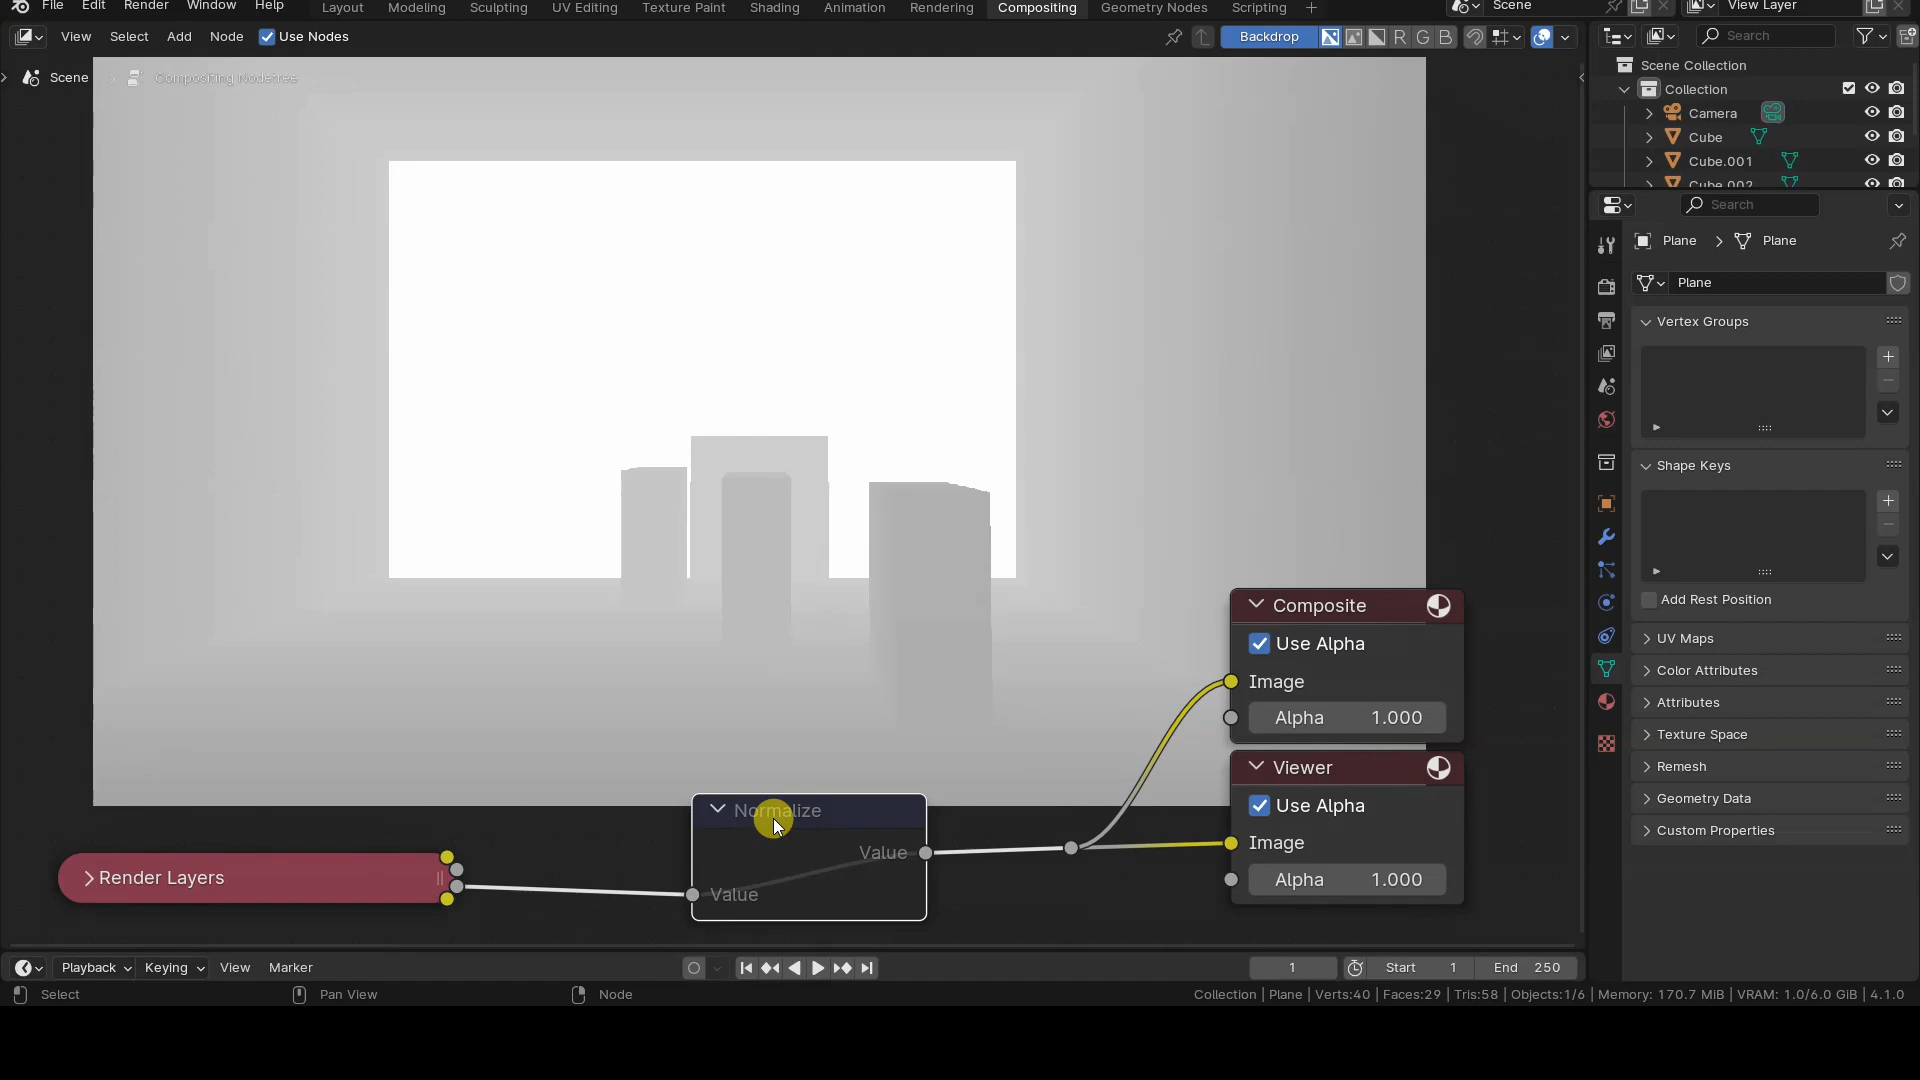 File Edit Render Window Help Layout Modeling Sculpting UV Editing Texture Paint Shading Animation Rendering Compositing Geometry Nodes Scripting + Scene View Layer
View Select Add Node Use Nodes Backdrop R G B Search
Scene Compositing Nodetree
Scene Collection
Collection
Camera
Cube
Cube.001
Cube.002
Search
Plane > Plane
Plane
Vertex Groups
Shape Keys
Add Rest Position
UV Maps
Color Attributes
Attributes
Texture Space
Remesh
Geometry Data
Custom Properties
Composite
Use Alpha
Image
Alpha 1.000
Viewer
Use Alpha
Image
Alpha 1.000
Normalize
Value
Value
Render Layers
Playback Keying View Marker 1 Start 1 End 250
Select Pan View Node Collection | Plane | Verts:40 | Faces:29 | Tris:58 | Objects:1/6 | Memory: 170.7 MiB | VRAM: 1.0/6.0 GiB | 4.1.0